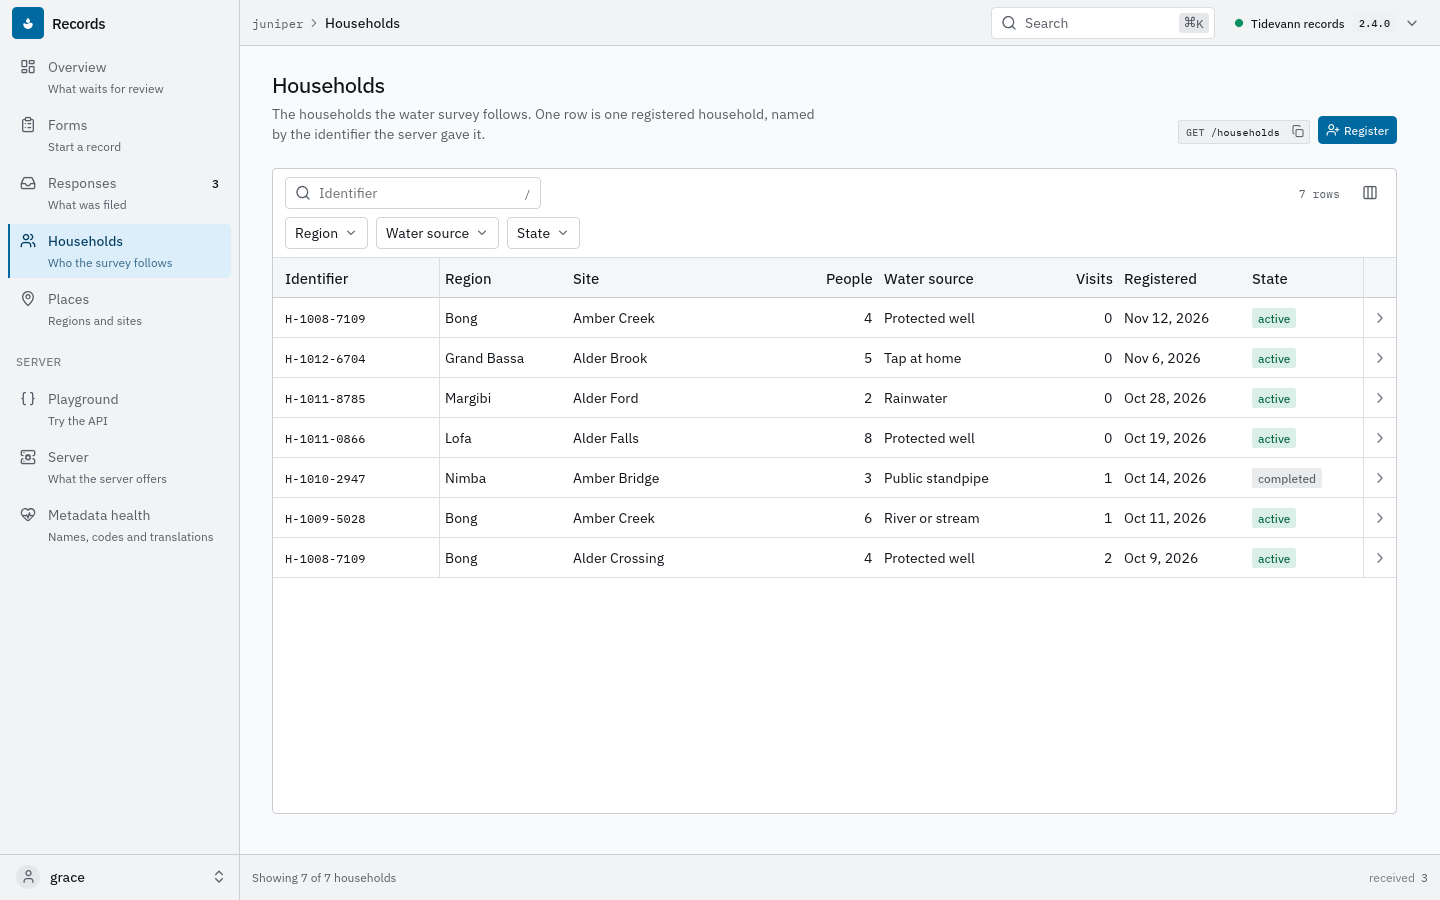 Records
juniper > Households
Search ⌘K
Tidevann records 2.4.0
Overview
What waits for review
Forms
Start a record
Responses 3
What was filed
Households
Who the survey follows
Places
Regions and sites
SERVER
Playground
Try the API
Server
What the server offers
Metadata health
Names, codes and translations
grace
Households
The households the water survey follows. One row is one registered household, named
by the identifier the server gave it.
GET /households
Register
Identifier /
7 rows
Region Water source State
Identifier Region Site People Water source Visits Registered State
H-1008-7109 Bong Amber Creek 4 Protected well 0 Nov 12, 2026 active
H-1012-6704 Grand Bassa Alder Brook 5 Tap at home 0 Nov 6, 2026 active
H-1011-8785 Margibi Alder Ford 2 Rainwater 0 Oct 28, 2026 active
H-1011-0866 Lofa Alder Falls 8 Protected well 0 Oct 19, 2026 active
H-1010-2947 Nimba Amber Bridge 3 Public standpipe 1 Oct 14, 2026 completed
H-1009-5028 Bong Amber Creek 6 River or stream 1 Oct 11, 2026 active
H-1008-7109 Bong Alder Crossing 4 Protected well 2 Oct 9, 2026 active
Showing 7 of 7 households
received 3